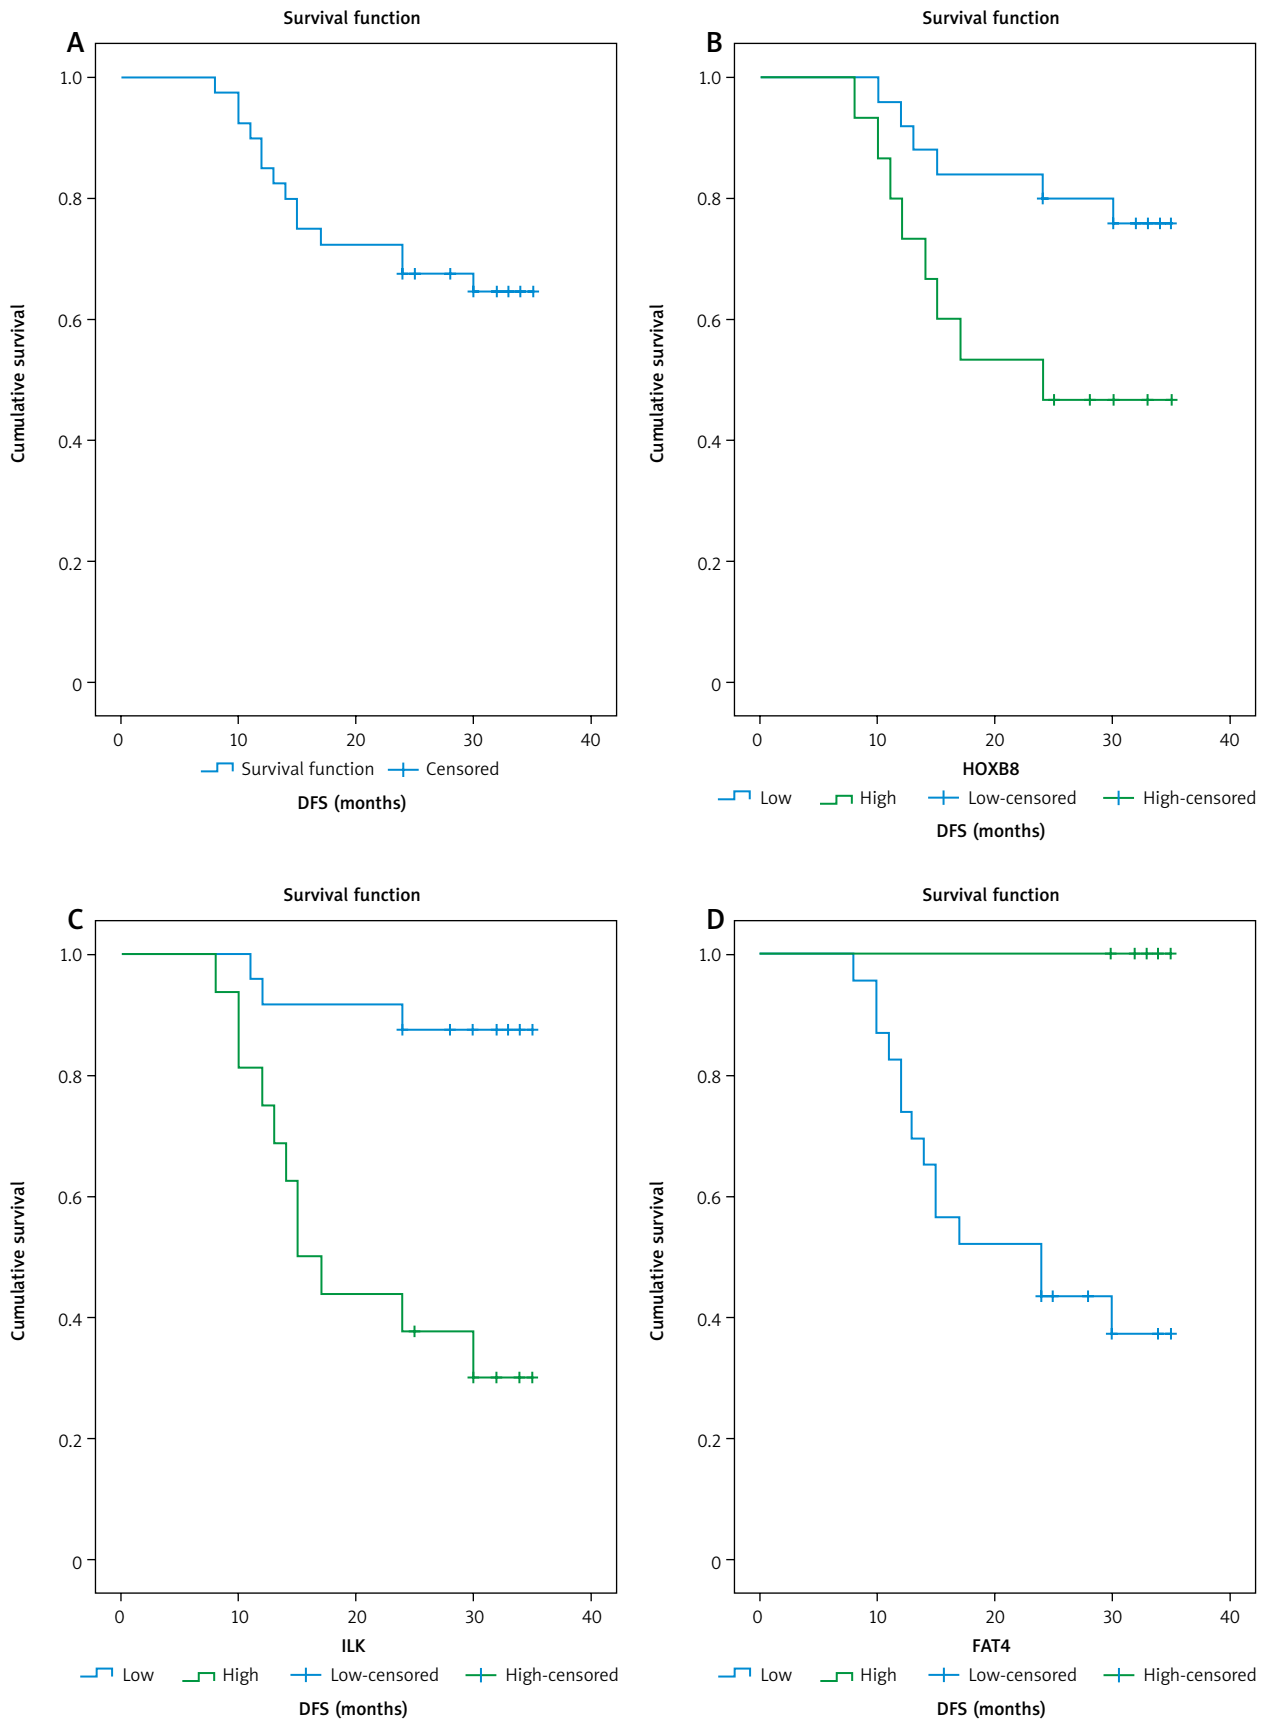 Survival function
A
Cumulative survival
1.0
0.8
0.6
0.4
0.2
0
0 10 20 30 40
Survival function Censored
DFS (months)
Survival function
B
Cumulative survival
1.0
0.8
0.6
0.4
0.2
0
0 10 20 30 40
HOXB8
Low High Low-censored High-censored
DFS (months)
Survival function
C
Cumulative survival
1.0
0.8
0.6
0.4
0.2
0
0 10 20 30 40
ILK
Low High Low-censored High-censored
DFS (months)
Survival function
D
Cumulative survival
1.0
0.8
0.6
0.4
0.2
0
0 10 20 30 40
FAT4
Low High Low-censored High-censored
DFS (months)